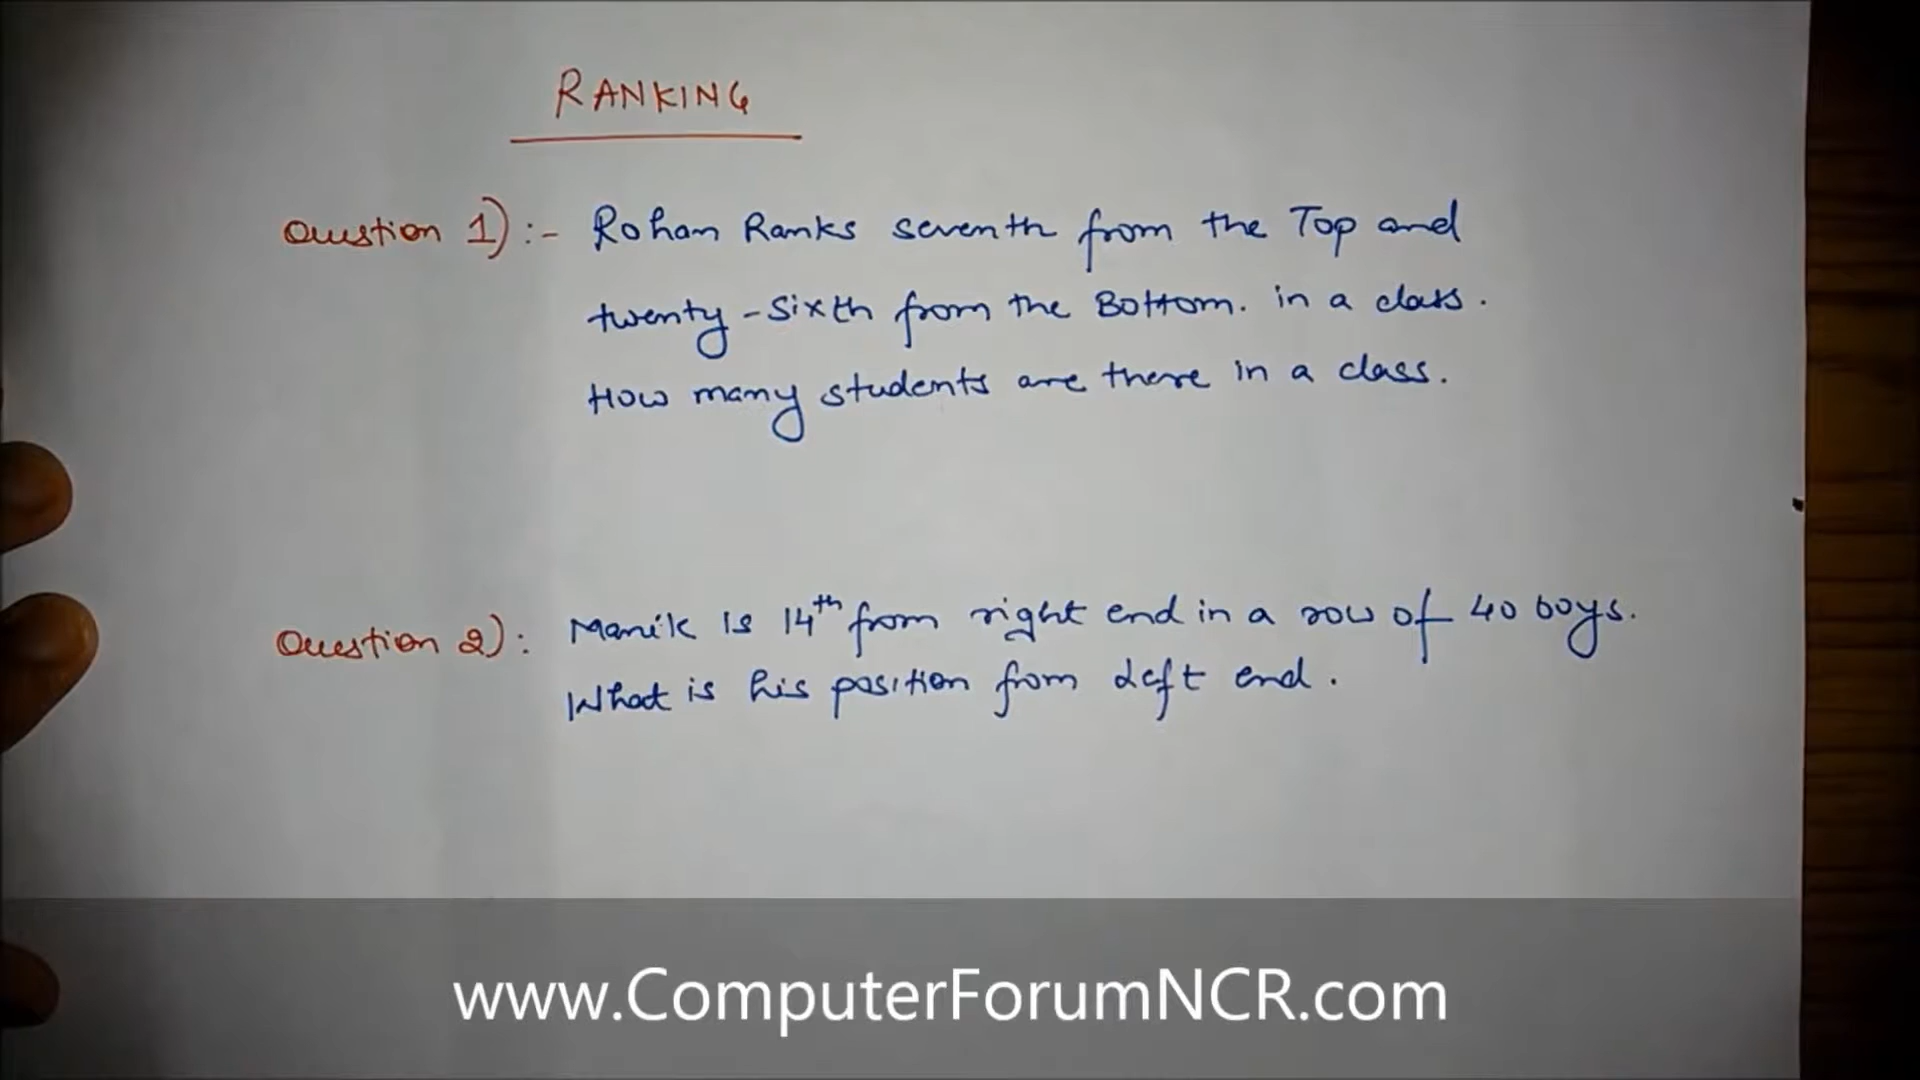 RANKING
Question 1) :- Rohan Ranks seventh from the Top and
twenty-sixth from the Bottom. in a class.
How many students are there in a class.
Question 2) : Manik is 14th from right end in a row of 40 boys.
What is his position from left end.
www.ComputerForumNCR.com